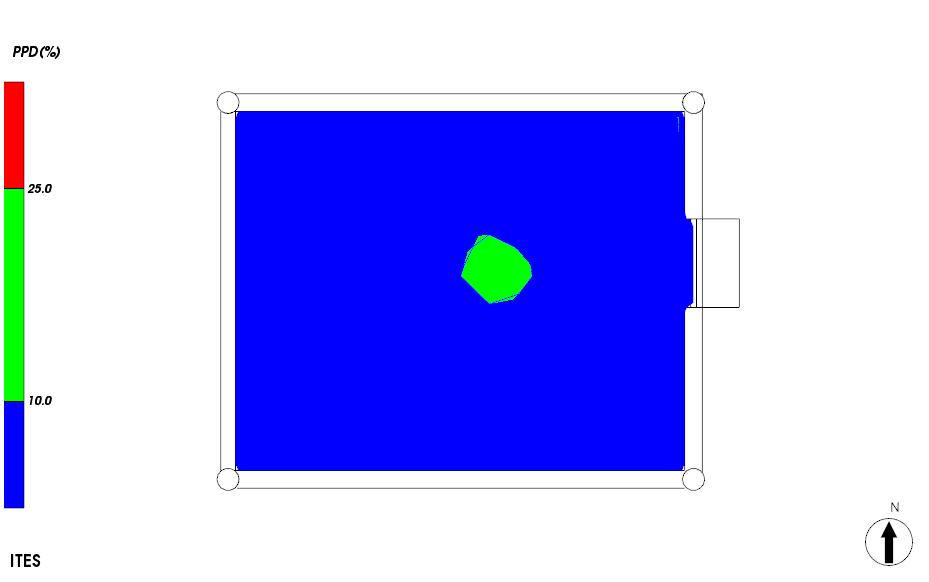 PPD(%)
25.0
10.0
N
ITES